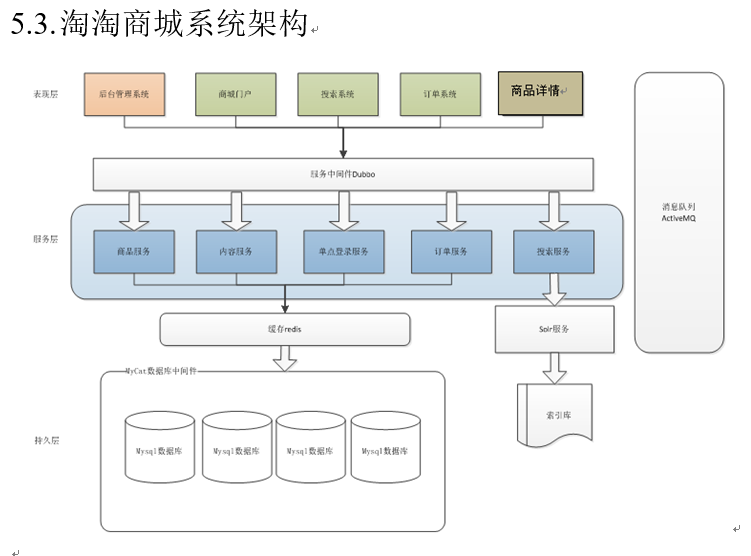 5.3.淘淘商城系统架构
表现层
后台管理系统
商城门户
搜索系统
订单系统
商品详情
服务中间件Dubbo
消息队列
ActiveMQ
服务层
商品服务
内容服务
单点登录服务
订单服务
搜索服务
缓存redis
Solr服务
MyCat数据库中间件
索引库
持久层
Mysql数据库
Mysql数据库
Mysql数据库
Mysql数据库